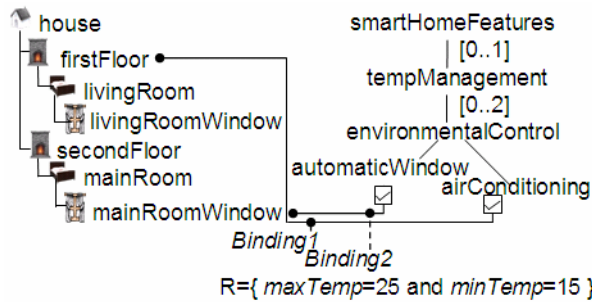 house
firstFloor
livingRoom
livingRoomWindow
secondFloor
mainRoom
mainRoomWindow
smartHomeFeatures
[0..1]
tempManagement
[0..2]
environmentalControl
automaticWindow
airConditioning
Binding1
Binding2
R={ maxTemp=25 and minTemp=15 }